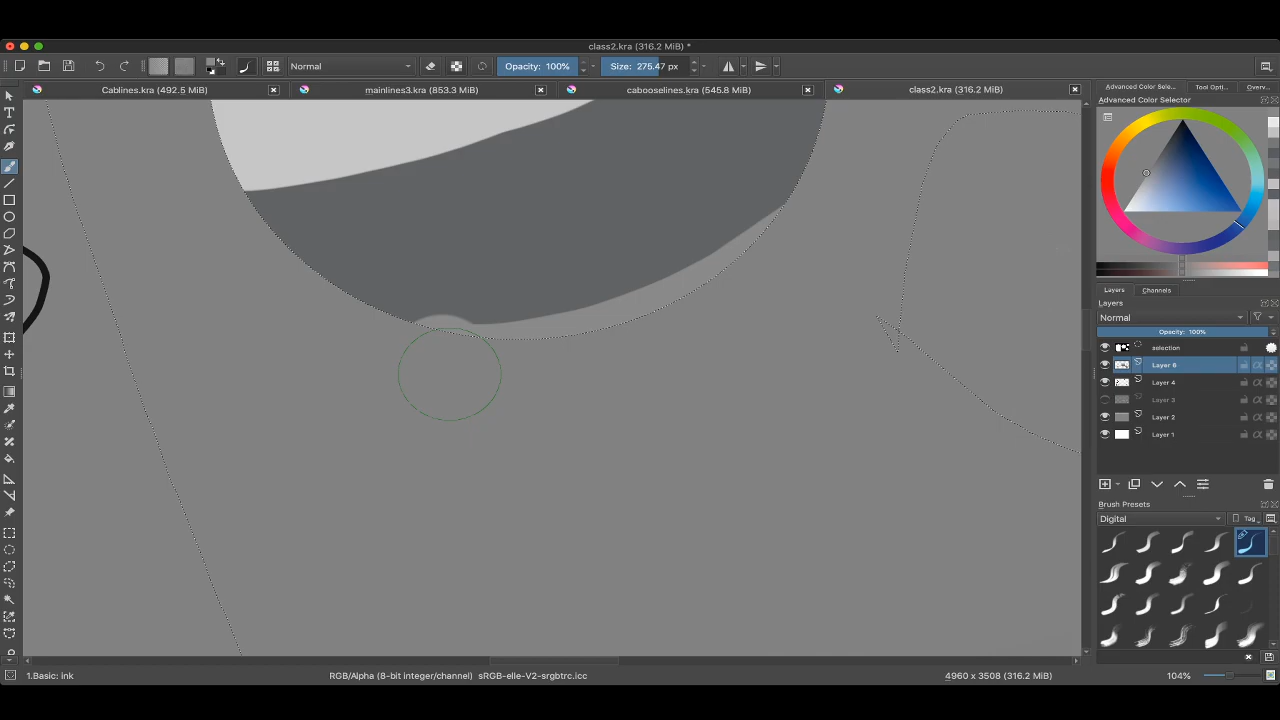 class2.kra (316.2 MiB) *
Normal
Opacity: 100%
Size: 275.47 px
Cablines.kra (492.5 MiB)
mainlines3.kra (853.3 MiB)
cabooselines.kra (545.8 MiB)
class2.kra (316.2 MiB)
Advanced Color Selec...
Tool Opti...
Overv...
Advanced Color Selector
Layers
Channels
Layers
Normal
Opacity: 100%
selection
Layer 6
Layer 4
Layer 3
Layer 2
Layer 1
Brush Presets
Digital
Tag
1.Basic: ink
RGB/Alpha (8-bit integer/channel) sRGB-elle-V2-srgbtrc.icc
4960 x 3508 (316.2 MiB)
104%